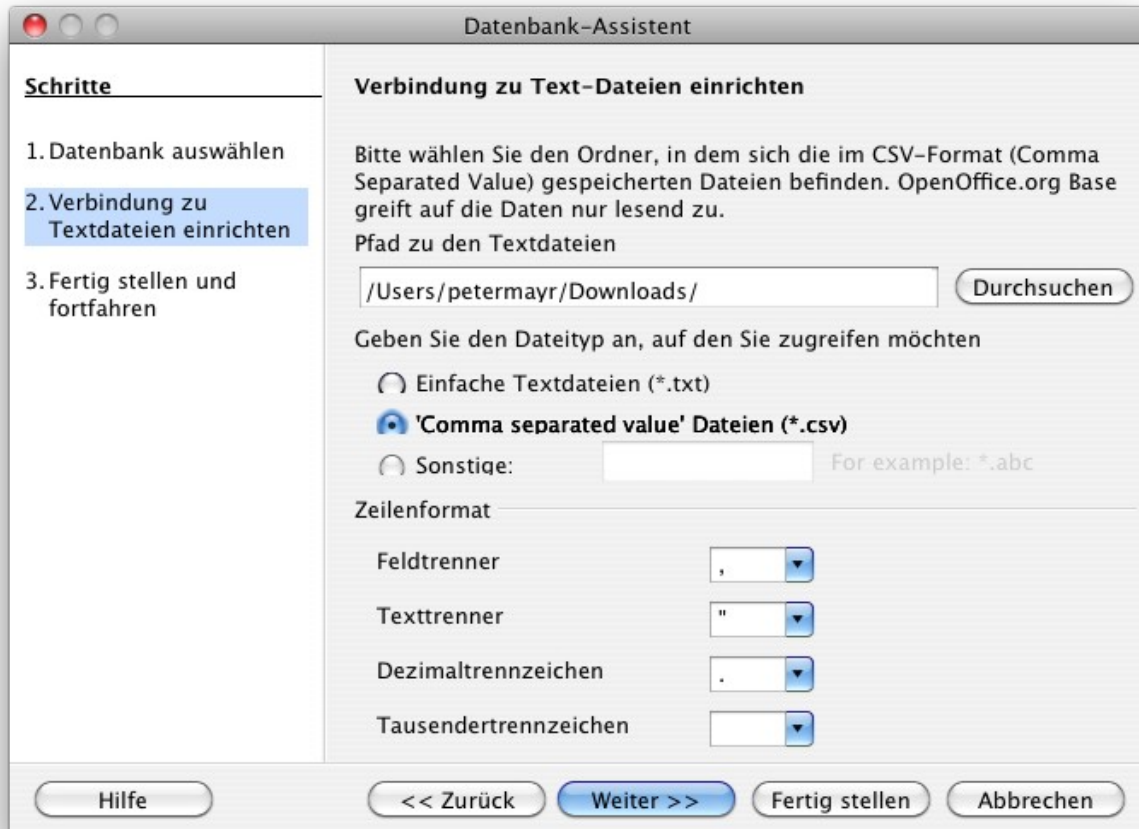 Datenbank-Assistent
Schritte
1. Datenbank auswählen
2. Verbindung zu
Textdateien einrichten
3. Fertig stellen und
fortfahren
Verbindung zu Text-Dateien einrichten
Bitte wählen Sie den Ordner, in dem sich die im CSV-Format (Comma
Separated Value) gespeicherten Dateien befinden. OpenOffice.org Base
greift auf die Daten nur lesend zu.
Pfad zu den Textdateien
/Users/petermayr/Downloads/
Durchsuchen
Geben Sie den Dateityp an, auf den Sie zugreifen möchten
Einfache Textdateien (*.txt)
'Comma separated value' Dateien (*.csv)
Sonstige: For example: *.abc
Zeilenformat
Feldtrenner ,
Texttrenner "
Dezimaltrennzeichen .
Tausendertrennzeichen
Hilfe << Zurück Weiter >> Fertig stellen Abbrechen